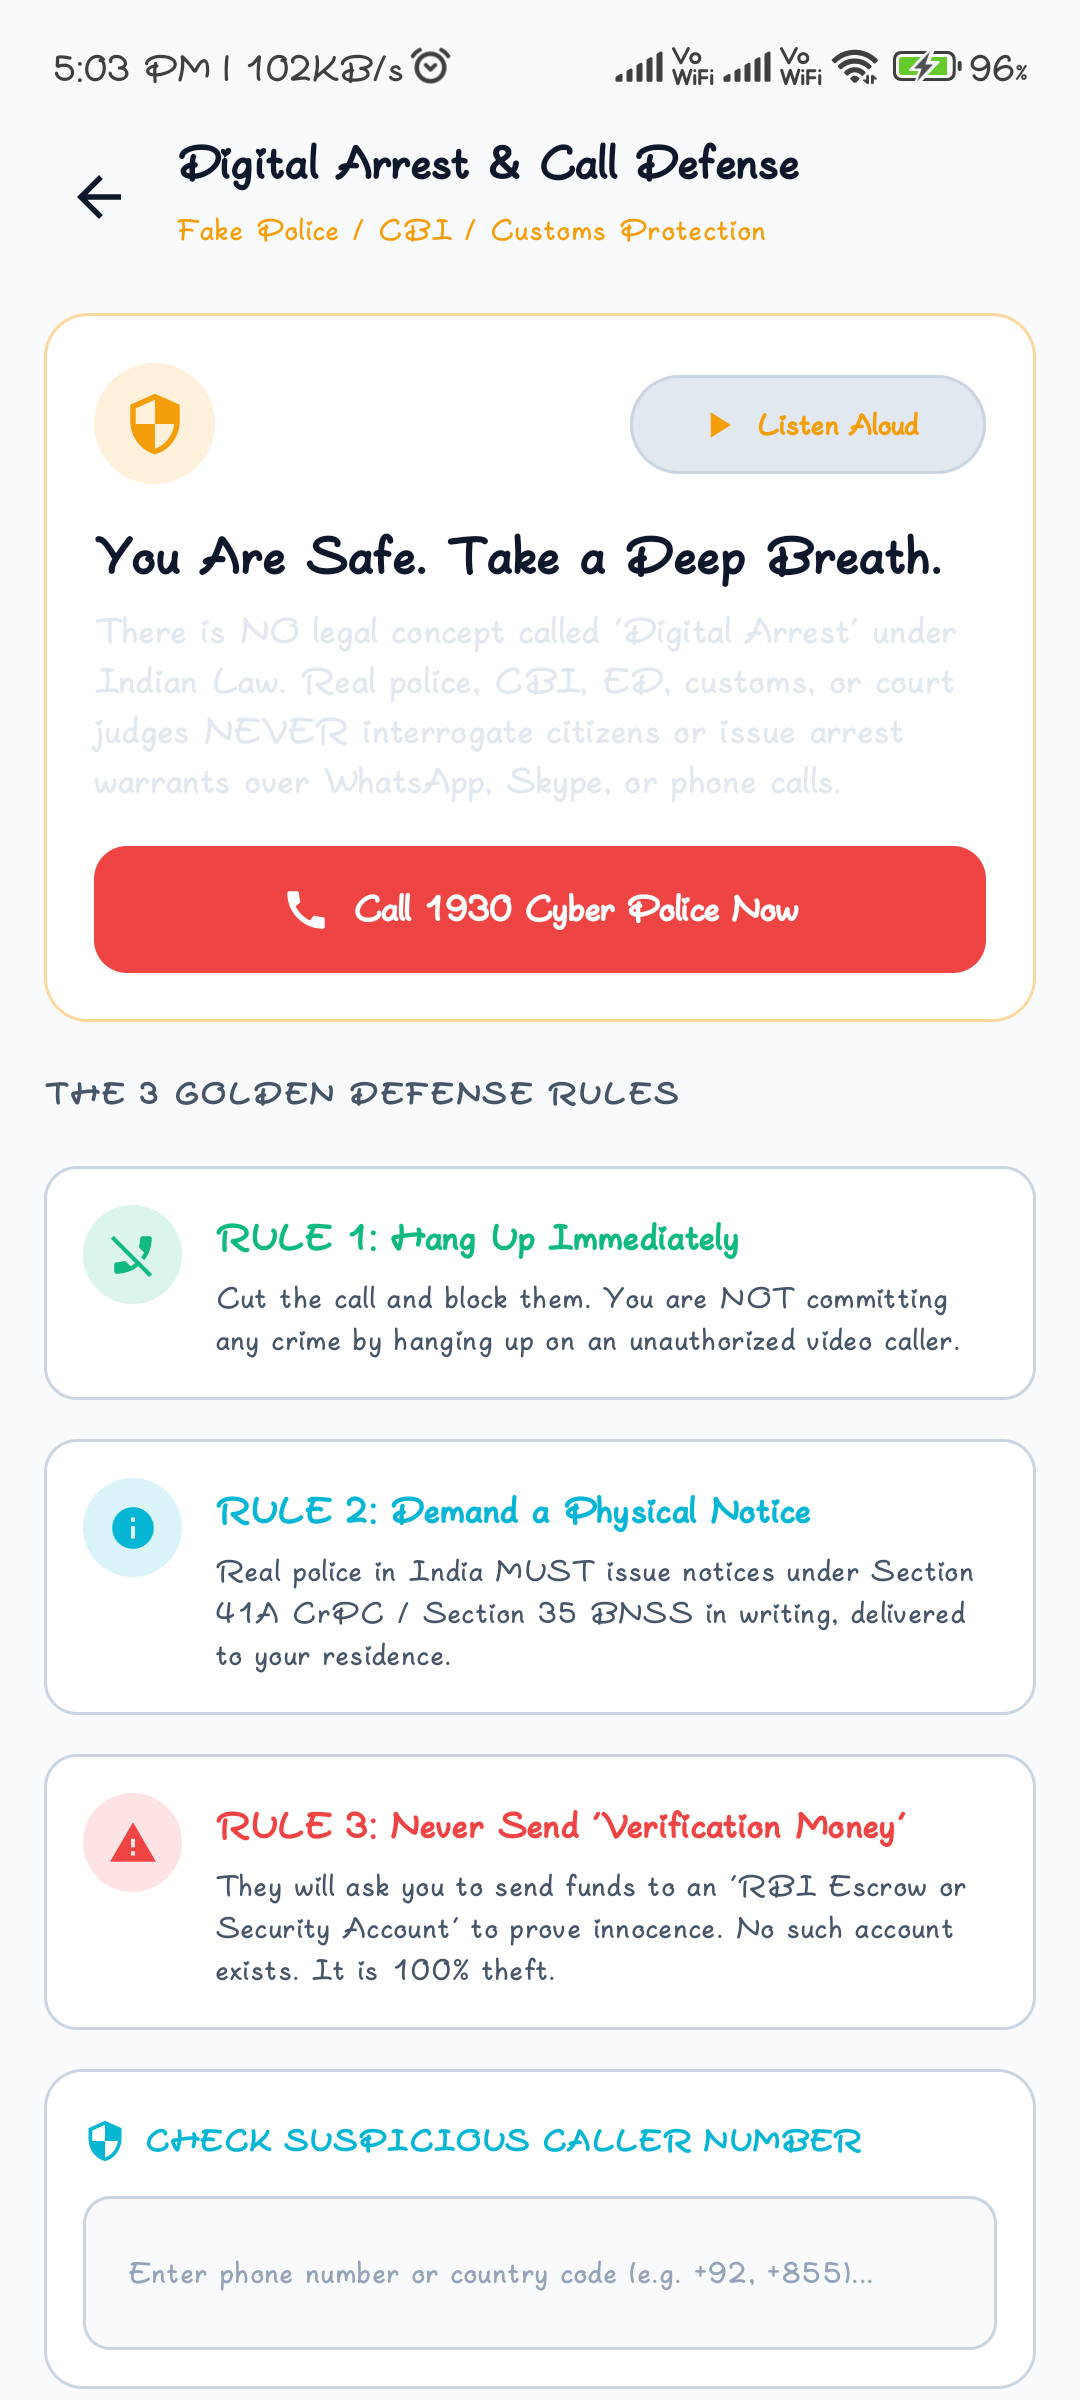 5:03 PM | 102KB/s
Vo WiFi Vo WiFi 96%
Digital Arrest & Call Defense
Fake Police / CBI / Customs Protection
Listen Aloud
You Are Safe. Take a Deep Breath.
There is NO legal concept called 'Digital Arrest' under
Indian Law. Real police, CBI, ED, customs, or court
judges NEVER interrogate citizens or issue arrest
warrants over WhatsApp, Skype, or phone calls.
Call 1930 Cyber Police Now
THE 3 GOLDEN DEFENSE RULES
RULE 1: Hang Up Immediately
Cut the call and block them. You are NOT committing
any crime by hanging up on an unauthorized video caller.
RULE 2: Demand a Physical Notice
Real police in India MUST issue notices under Section
41A CrPC / Section 35 BNSS in writing, delivered
to your residence.
RULE 3: Never Send 'Verification Money'
They will ask you to send funds to an 'RBI Escrow or
Security Account' to prove innocence. No such account
exists. It is 100% theft.
CHECK SUSPICIOUS CALLER NUMBER
Enter phone number or country code (e.g. +92, +855)...